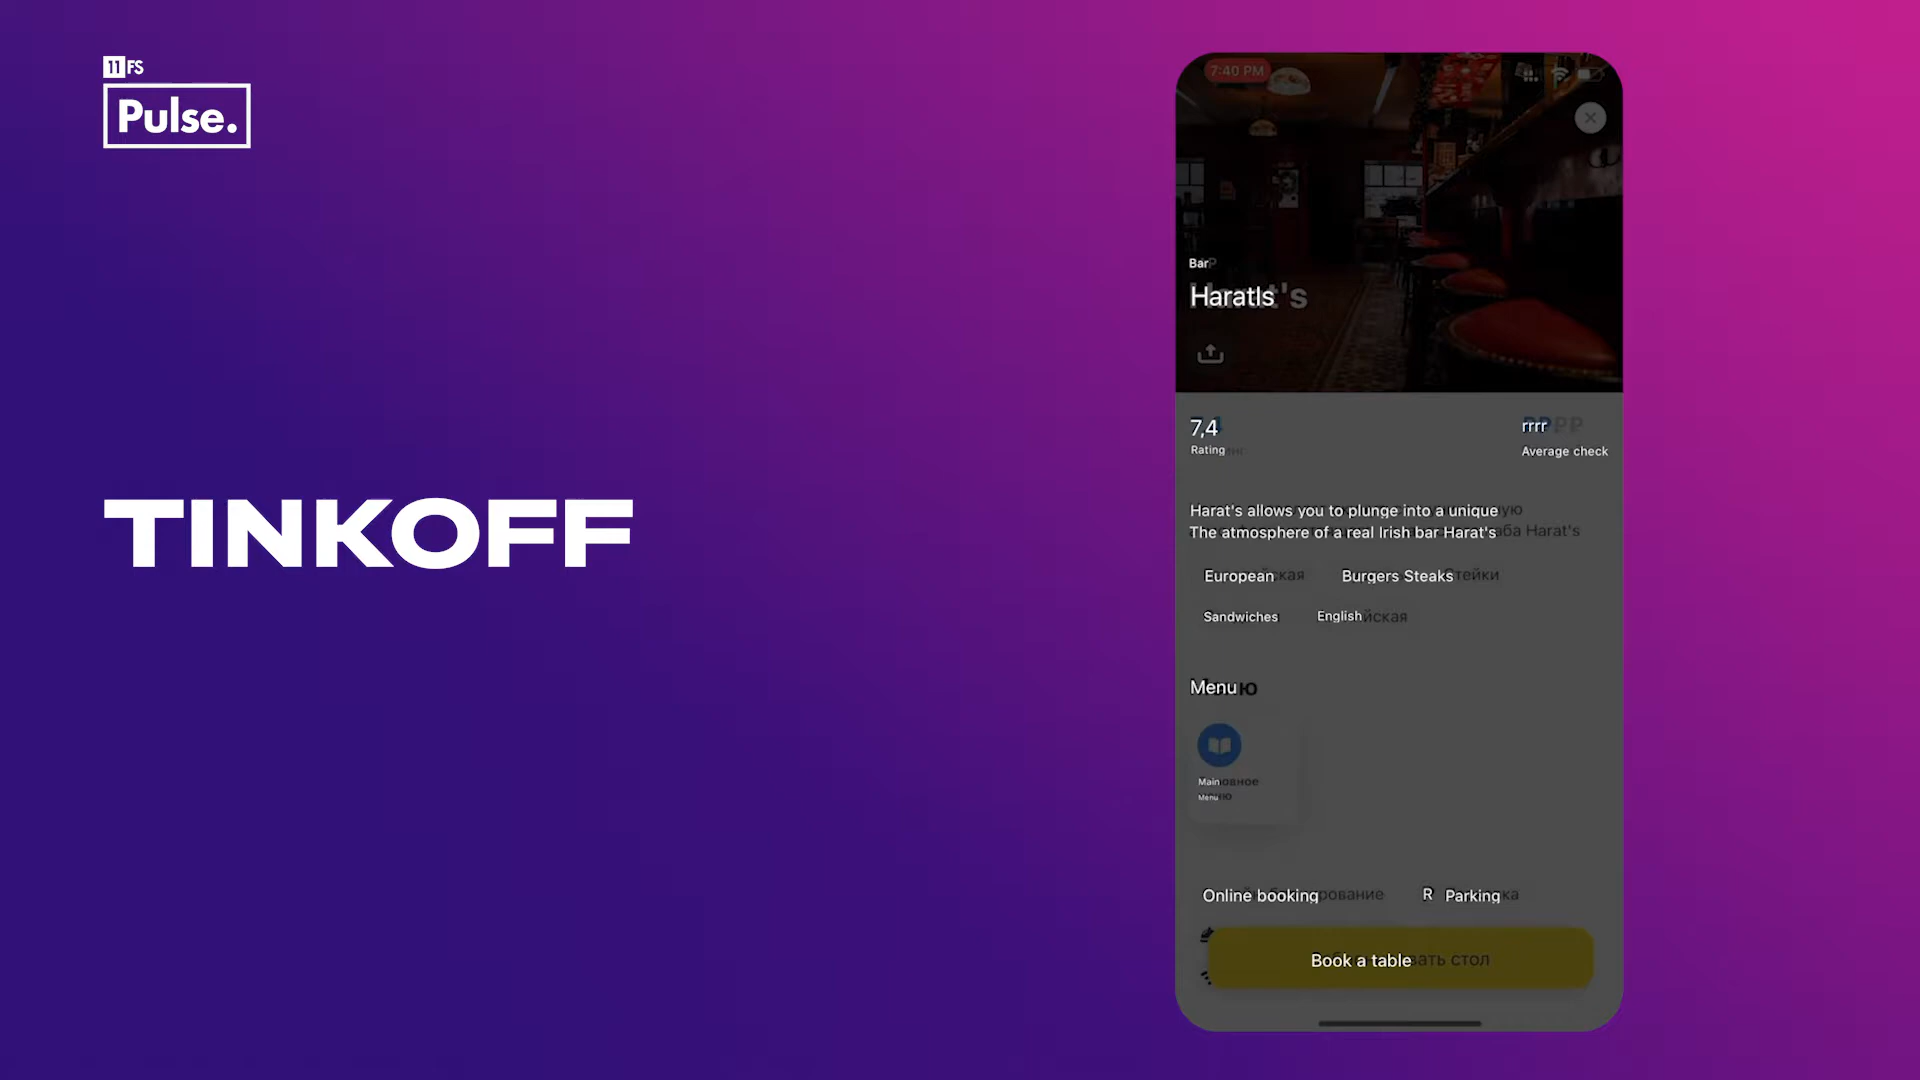 11 FS
Pulse.
TINKOFF
7:40 PM
Bar
Haratls
7,4
rrrr
Rating
Average check
Harat's allows you to plunge into a unique
The atmosphere of a real Irish bar Harat's
European
Burgers Steaks
Sandwiches
English
Menu
Main
Menu
Online booking
R Parking
Book a table